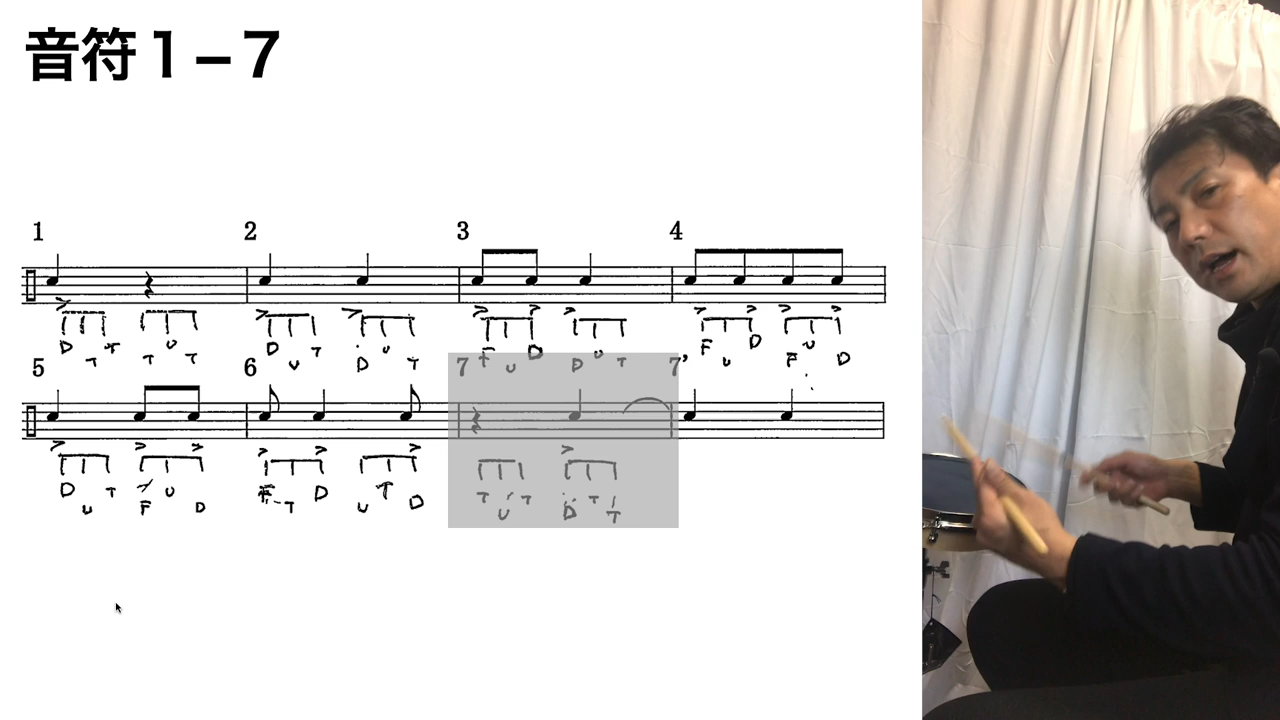 音符１−７
1 2 3 4
D T T T U T D U T D U T F U D D U T F U D F U D
5 6 7 7’
D U T F U D F T D U T D T U T D T T